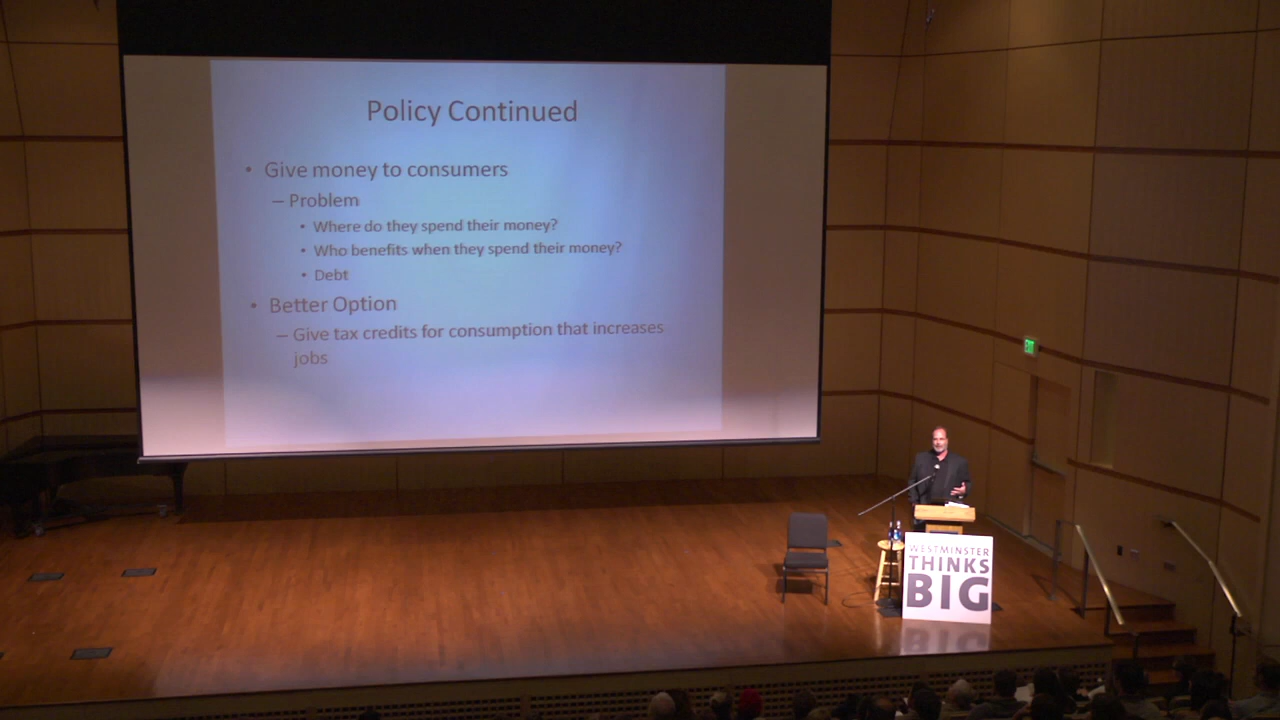 Policy Continued
• Give money to consumers
– Problem
• Where do they spend their money?
• Who benefits when they spend their money?
• Debt
• Better Option
– Give tax credits for consumption that increases
jobs
WESTMINSTER
THINKS
BIG